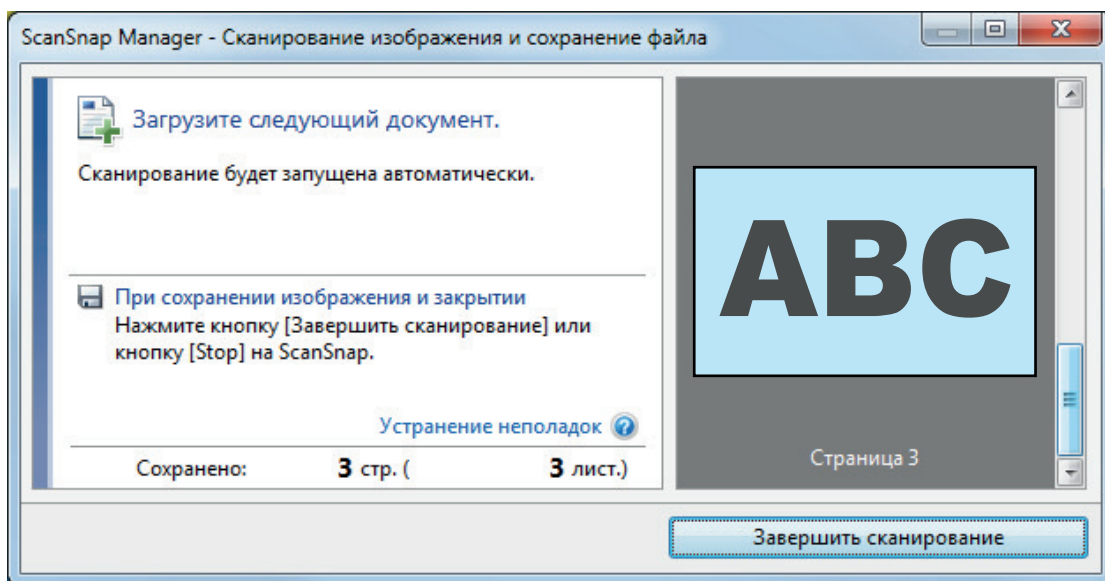 ScanSnap Manager - Сканирование изображения и сохранение файла
Загрузите следующий документ.
Сканирование будет запущена автоматически.
При сохранении изображения и закрытии
Нажмите кнопку [Завершить сканирование] или
кнопку [Stop] на ScanSnap.
Устранение неполадок
Сохранено: 3 стр. ( 3 лист.)
ABC
Страница 3
Завершить сканирование